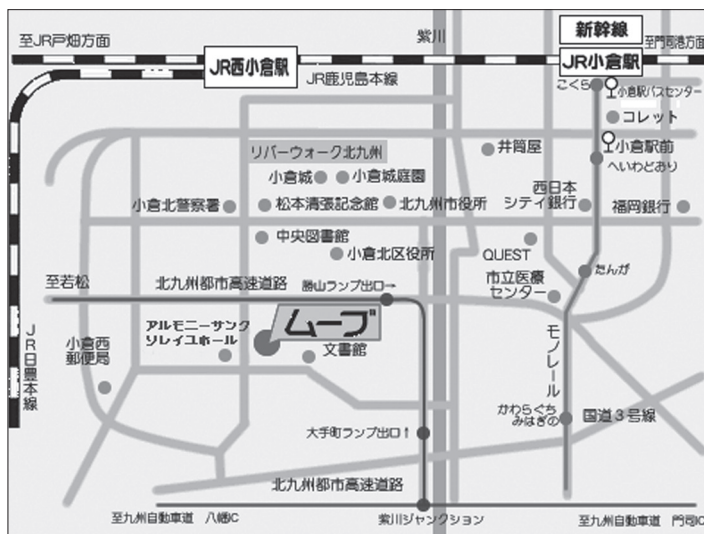 至JR戸畑方面
紫川
新幹線
JR西小倉駅
JR小倉駅
至門司港方面
JR鹿児島本線
こくら
小倉駅バスセンター
コレット
小倉駅前
へいわどおり
リバーウォーク北九州
井筒屋
小倉城
小倉城庭園
西日本
シティ銀行
福岡銀行
小倉北警察署
松本清張記念館
北九州市役所
中央図書館
小倉北区役所
QUEST
たんが
市立医療
センター
至若松
北九州都市高速道路
勝山ランプ出口→
ムーブ
アルモニーサンク
ソレイユホール
文書館
モノレール
JR日豊本線
小倉西
郵便局
かわらぐち
みはぎの
国道3号線
大手町ランプ出口↑
北九州都市高速道路
至九州自動車道 八幡IC
紫川ジャンクション
至九州自動車道 門司IC